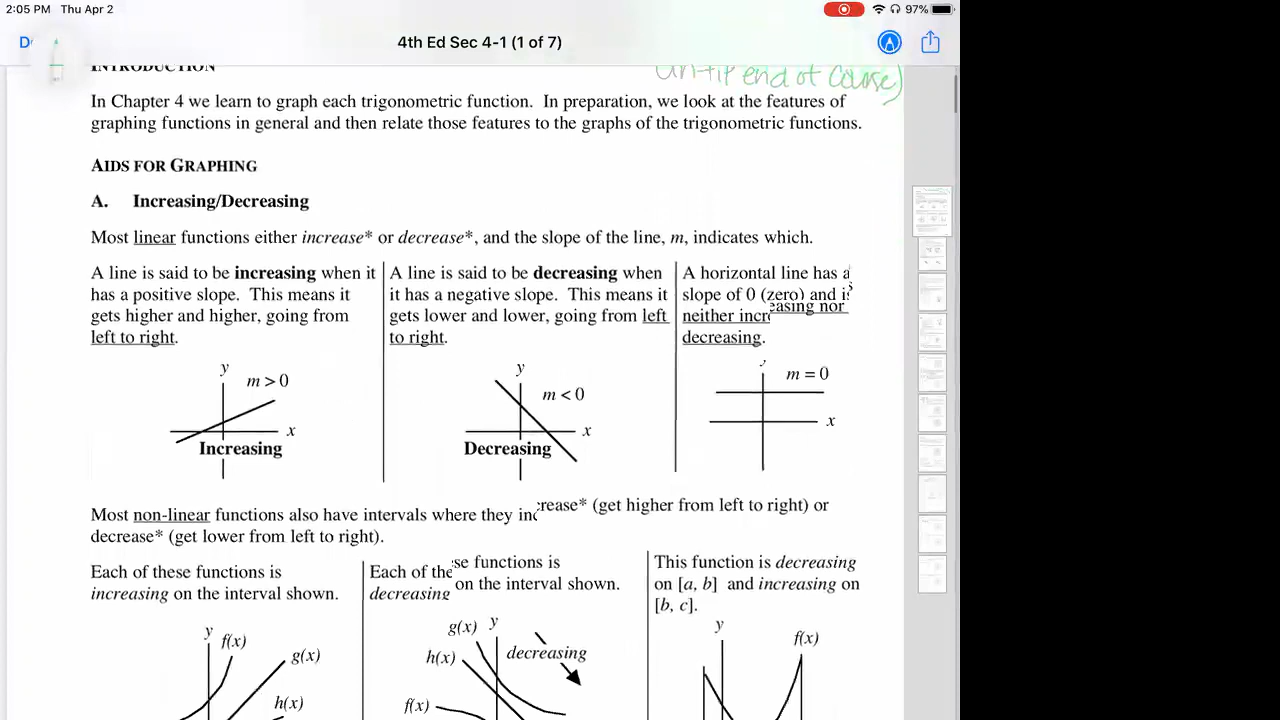 2:05 PM Thu Apr 2
97%
4th Ed Sec 4-1 (1 of 7)
INTRODUCTION
until end of course)
In Chapter 4 we learn to graph each trigonometric function. In preparation, we look at the features of
graphing functions in general and then relate those features to the graphs of the trigonometric functions.
AIDS FOR GRAPHING
A. Increasing/Decreasing
Most linear functions either increase* or decrease*, and the slope of the line, m, indicates which.
A line is said to be increasing when it
has a positive slope. This means it
gets higher and higher, going from
left to right.
y
m > 0
x
Increasing
A line is said to be decreasing when
it has a negative slope. This means it
gets lower and lower, going from left
to right.
y
m < 0
x
Decreasing
A horizontal line has a
slope of 0 (zero) and is
neither increasing nor
decreasing.
m = 0
x
Most non-linear functions also have intervals where they increase* (get higher from left to right) or
decrease* (get lower from left to right).
Each of these functions is
increasing on the interval shown.
y
f(x)
g(x)
h(x)
Each of these functions is
decreasing on the interval shown.
g(x) y
h(x)
decreasing
f(x)
This function is decreasing
on [a, b] and increasing on
[b, c].
y
f(x)